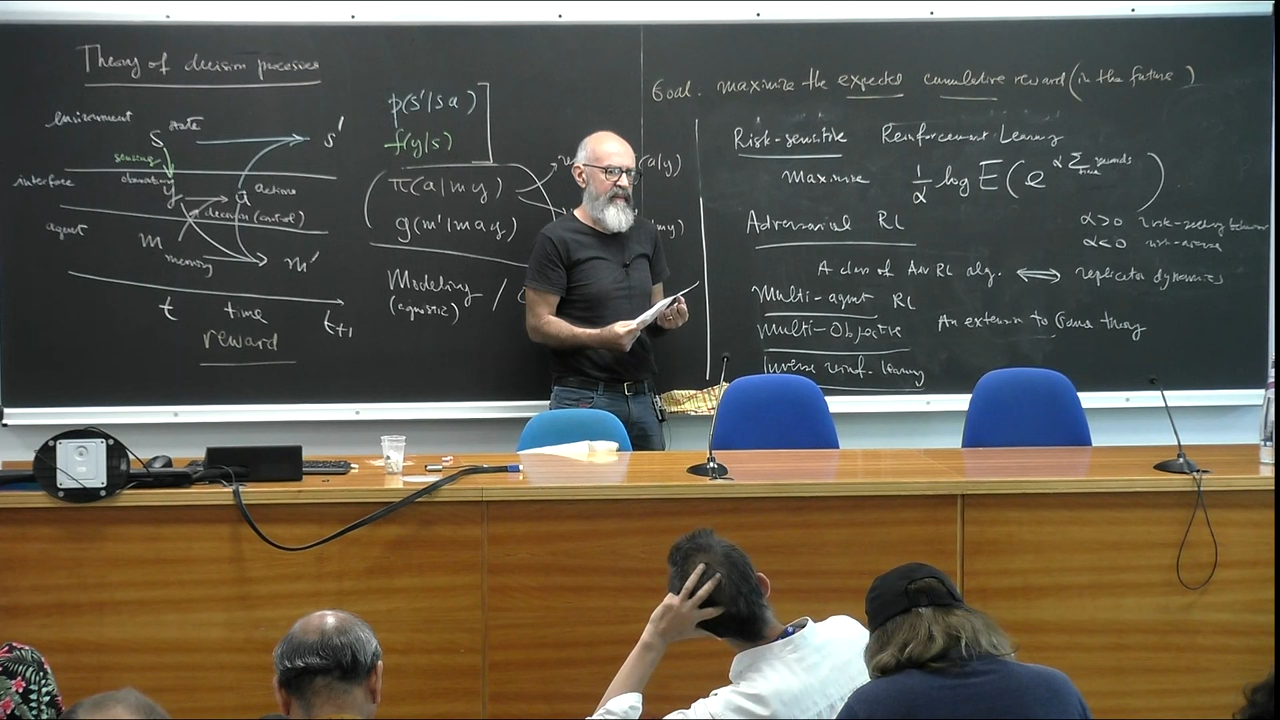 Theory of decision processes
environment
s state s'
sensing
interface
observation
y a actions
decision (control)
agent
m memory m'
t time t+1
reward
p(s'|s a)
f(y|s)
π(a|m y)
g(m'|m a y)
(a|y)
my)
Modeling /
(agnostic)
Goal. maximize the expected cumulative reward (in the future)
Risk-sensitive Reinforcement Learning
maximize 1/α log E ( e^{α Σ_{time} rewards} )
Adversarial RL
α>0 risk-seeking behavior
α<0 risk-averse
A class of Adv RL alg. ⟺ replicator dynamics
Multi-agent RL
Multi-Objective An extension to Game theory
Inverse reinf. learning